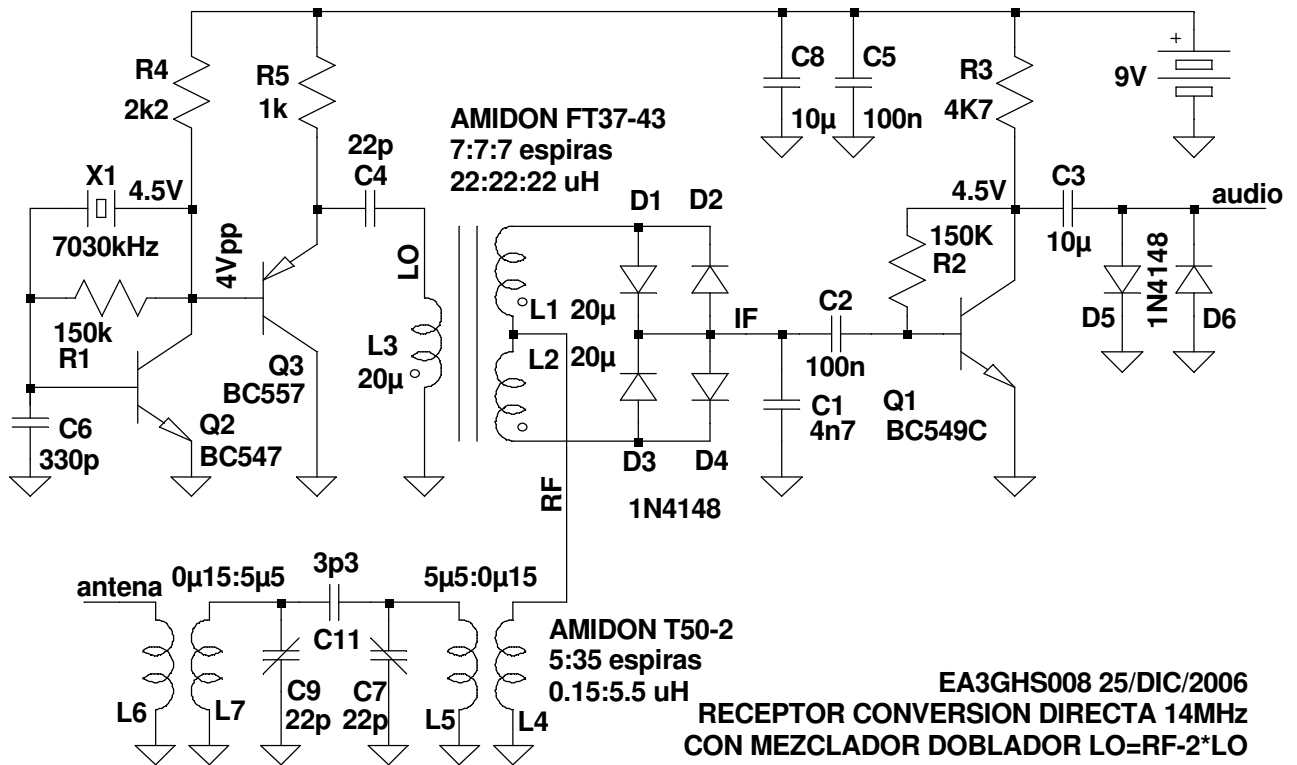 R4
2k2
R5
1k
C8
10µ
C5
100n
R3
4K7
+
9V
AMIDON FT37-43
7:7:7 espiras
22:22:22 uH
22p
C4
X1
4.5V
7030kHz
4Vpp
LO
D1
D2
4.5V
C3
10µ
audio
150K
R2
1N4148
D5
D6
150k
R1
L1 20µ
L2 20µ
IF
C2
100n
L3
20µ
Q3
BC557
Q2
BC547
C6
330p
C1
4n7
Q1
BC549C
D3
D4
1N4148
RF
antena
0µ15:5µ5
3p3
5µ5:0µ15
C11
AMIDON T50-2
5:35 espiras
0.15:5.5 uH
L6
L7
C9
22p
C7
22p
L5
L4
EA3GHS008 25/DIC/2006
RECEPTOR CONVERSION DIRECTA 14MHz
CON MEZCLADOR DOBLADOR LO=RF-2*LO